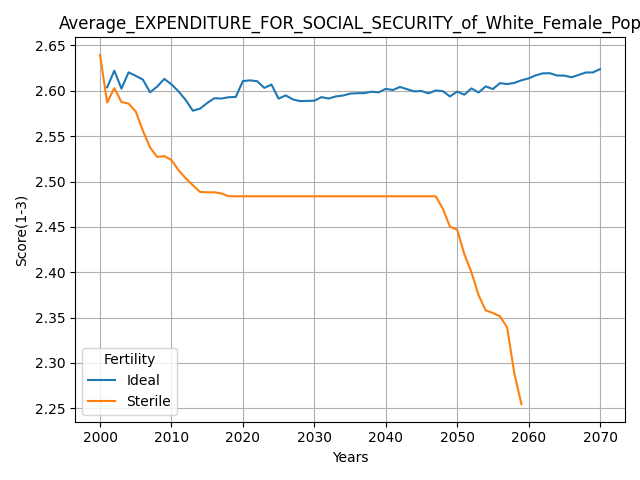 Average_EXPENDITURE_FOR_SOCIAL_SECURITY_of_White_Female_Pop
2.65
2.60
2.55
2.50
2.45
2.40
2.35
2.30
2.25
Score(1-3)
Fertility
Ideal
Sterile
2000 2010 2020 2030 2040 2050 2060 2070
Years